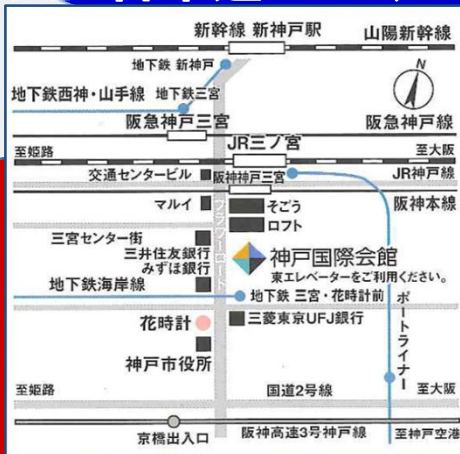 新幹線 新神戸駅
山陽新幹線
地下鉄 新神戸
地下鉄西神・山手線
地下鉄三宮
阪急神戸三宮
阪急神戸線
JR三ノ宮
至姫路
至大阪
交通センタービル
阪神神戸三宮
JR神戸線
マルイ
そごう
阪神本線
ロフト
フラワーロード
三宮センター街
三井住友銀行
みずほ銀行
神戸国際会館
東エレベーターをご利用ください。
地下鉄海岸線
地下鉄 三宮・花時計前
ポートライナー
花時計
三菱東京UFJ銀行
神戸市役所
至姫路
国道2号線
至大阪
京橋出入口
阪神高速3号神戸線
至神戸空港
N